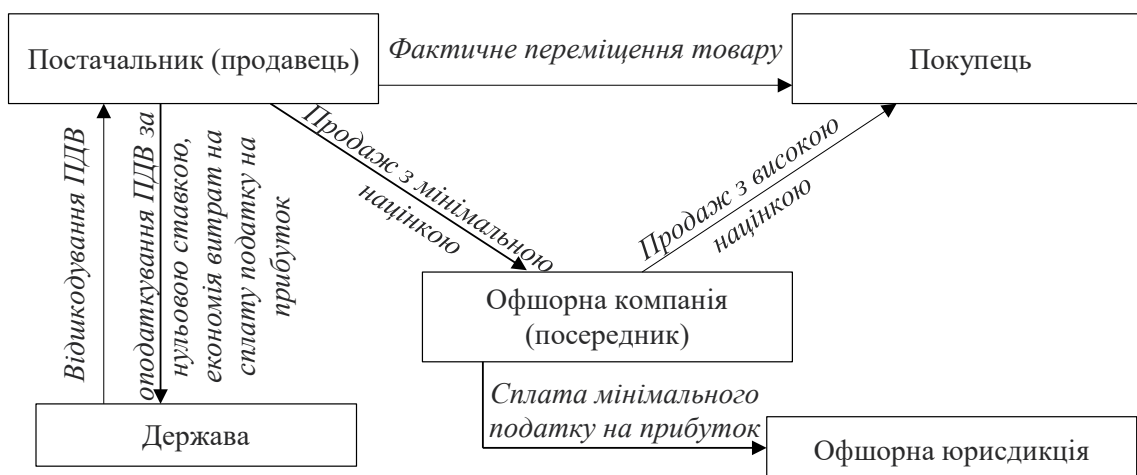 Постачальник (продавець)
Фактичне переміщення товару
Покупець
Відшкодування ПДВ
оподаткування ПДВ за
нульовою ставкою,
економія витрат на
сплату податку на
прибуток
Продаж з мінімальною
націнкою
Продаж з високою
націнкою
Офшорна компанія
(посередник)
Сплата мінімального
податку на прибуток
Держава
Офшорна юрисдикція